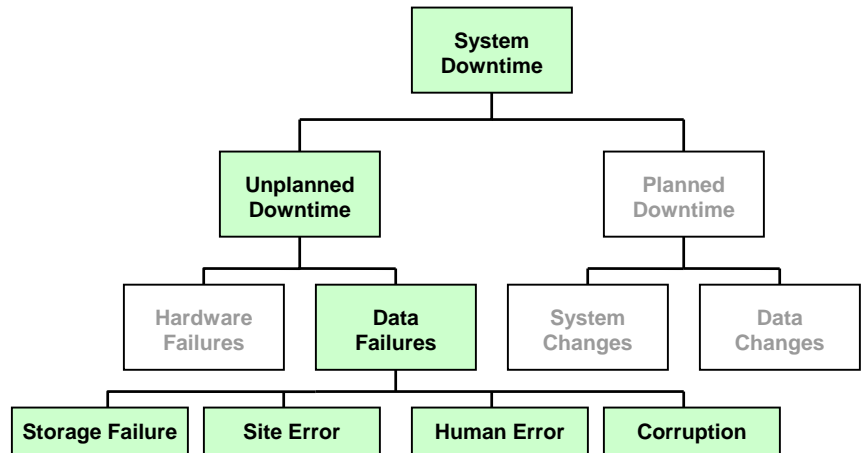 System
Downtime
Unplanned
Downtime
Planned
Downtime
Hardware
Failures
Data
Failures
System
Changes
Data
Changes
Storage Failure
Site Error
Human Error
Corruption